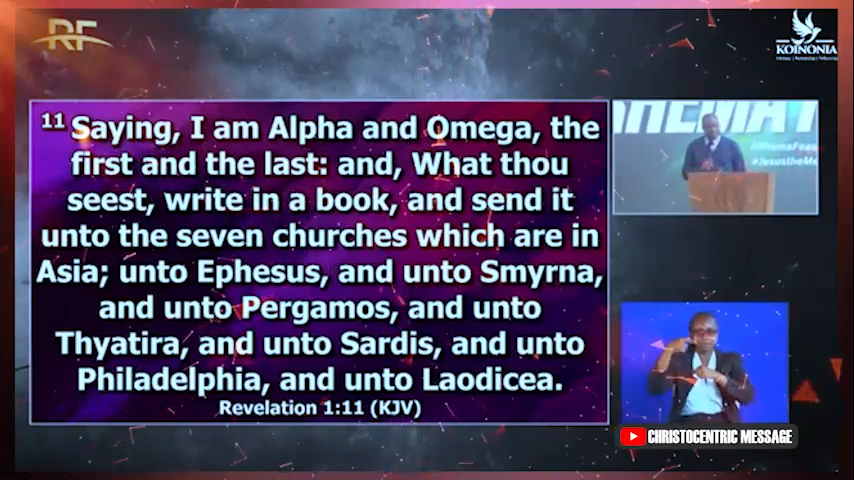 RF
KOINONIA
11 Saying, I am Alpha and Omega, the
first and the last: and, What thou
seest, write in a book, and send it
unto the seven churches which are in
Asia; unto Ephesus, and unto Smyrna,
and unto Pergamos, and unto
Thyatira, and unto Sardis, and unto
Philadelphia, and unto Laodicea.
Revelation 1:11 (KJV)
CHRISTOCENTRIC MESSAGE